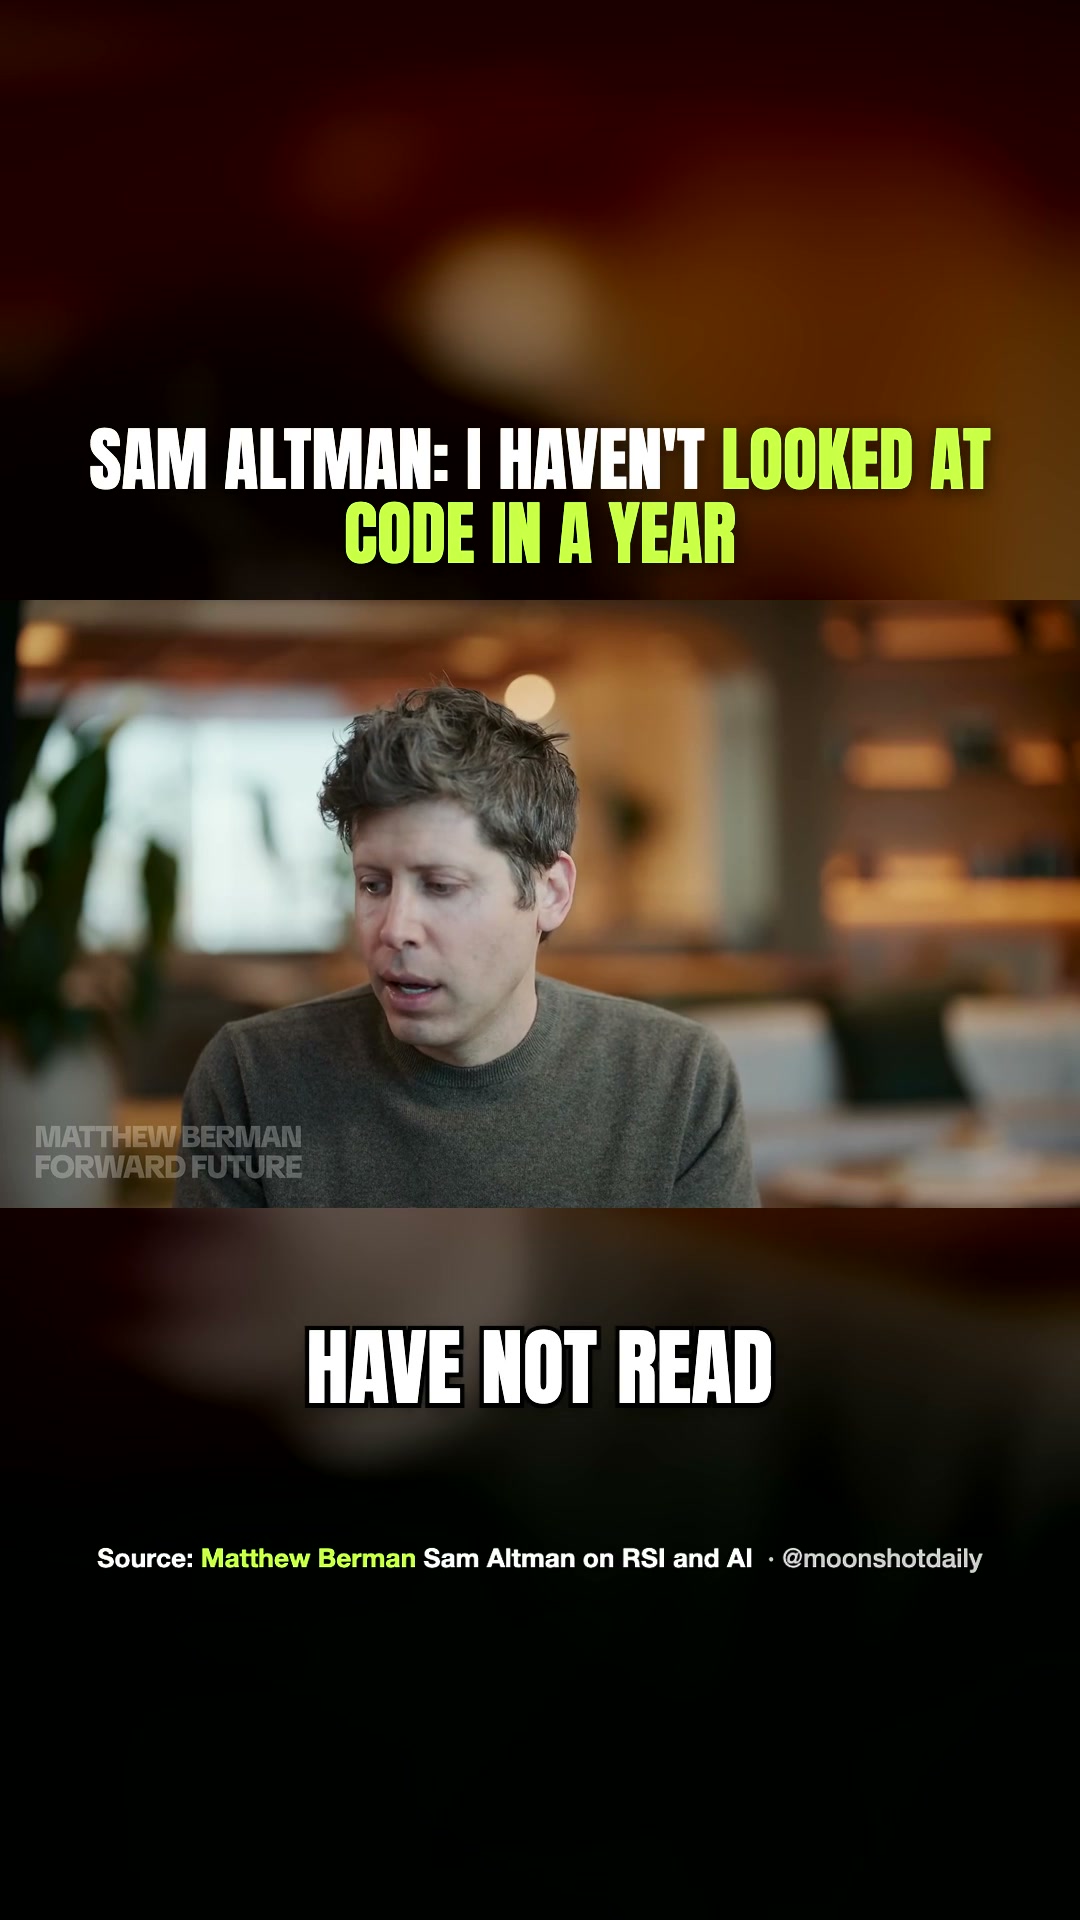 SAM ALTMAN: I HAVEN'T LOOKED AT
CODE IN A YEAR
MATTHEW BERMAN
FORWARD FUTURE
HAVE NOT READ
Source: Matthew Berman Sam Altman on RSI and AI · @moonshotdaily